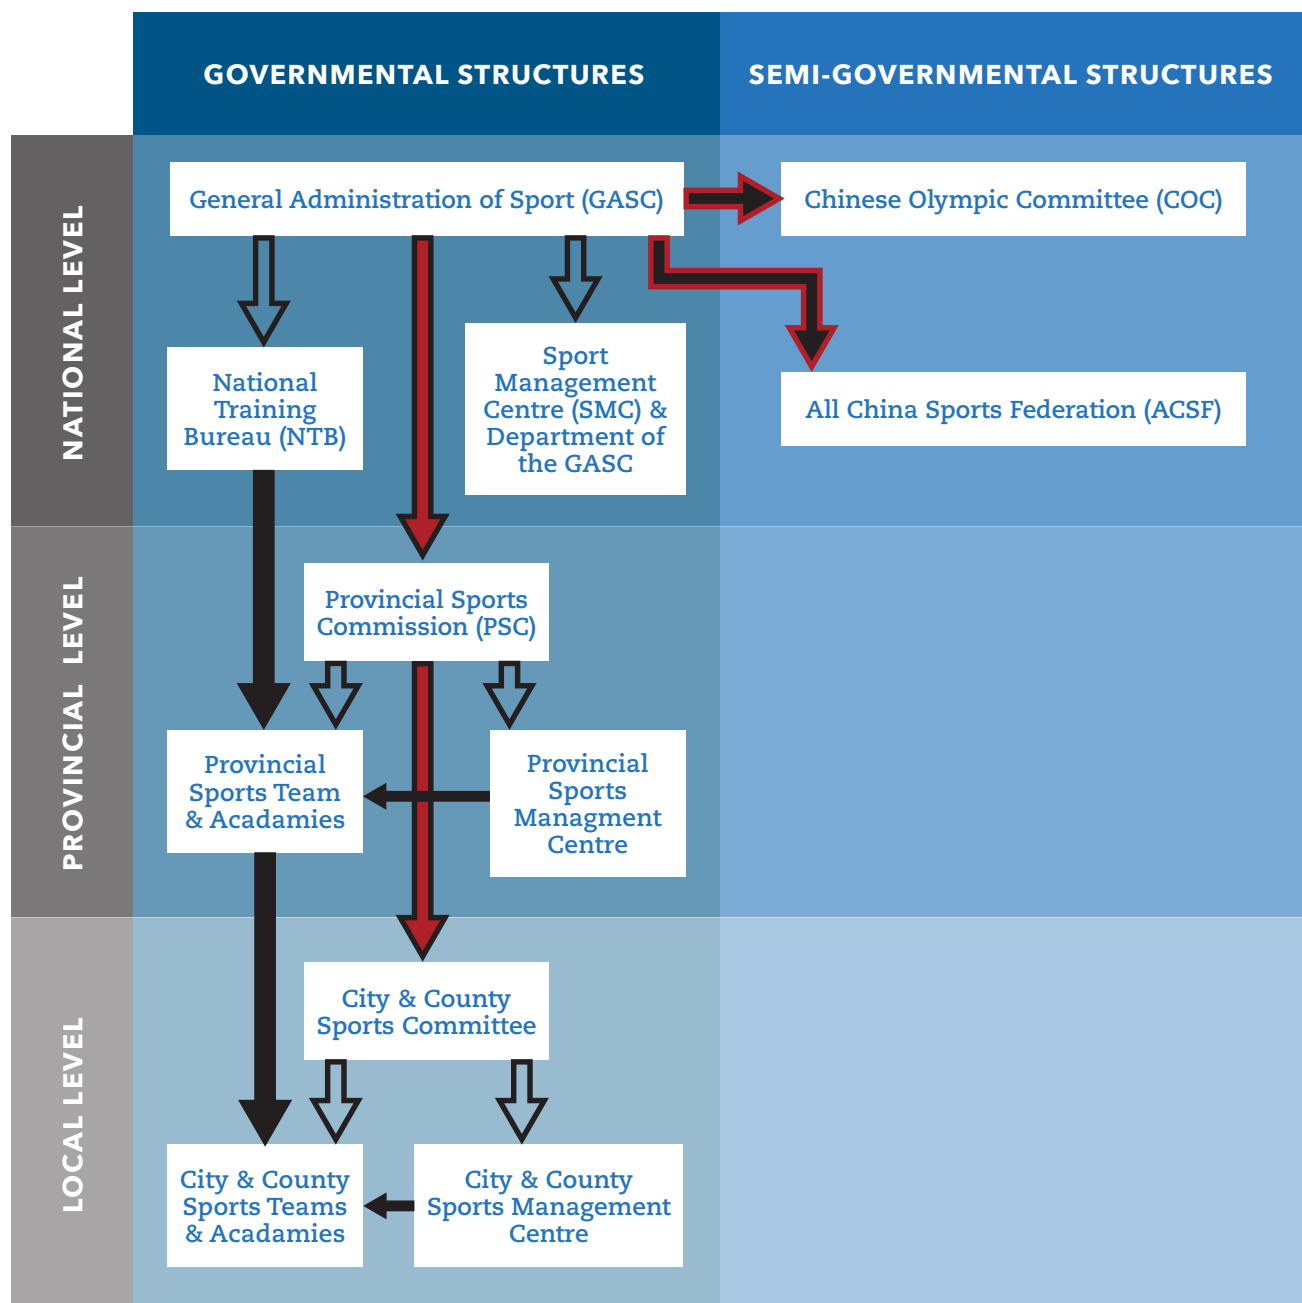 GOVERNMENTAL STRUCTURES
SEMI-GOVERNMENTAL STRUCTURES
NATIONAL LEVEL
General Administration of Sport (GASC)
Chinese Olympic Committee (COC)
National
Training
Bureau (NTB)
Sport
Management
Centre (SMC) &
Department of
the GASC
All China Sports Federation (ACSF)
PROVINCIAL LEVEL
Provincial Sports
Commission (PSC)
Provincial
Sports Team
& Acadamies
Provincial
Sports
Managment
Centre
LOCAL LEVEL
City & County
Sports Committee
City & County
Sports Teams
& Acadamies
City & County
Sports Management
Centre